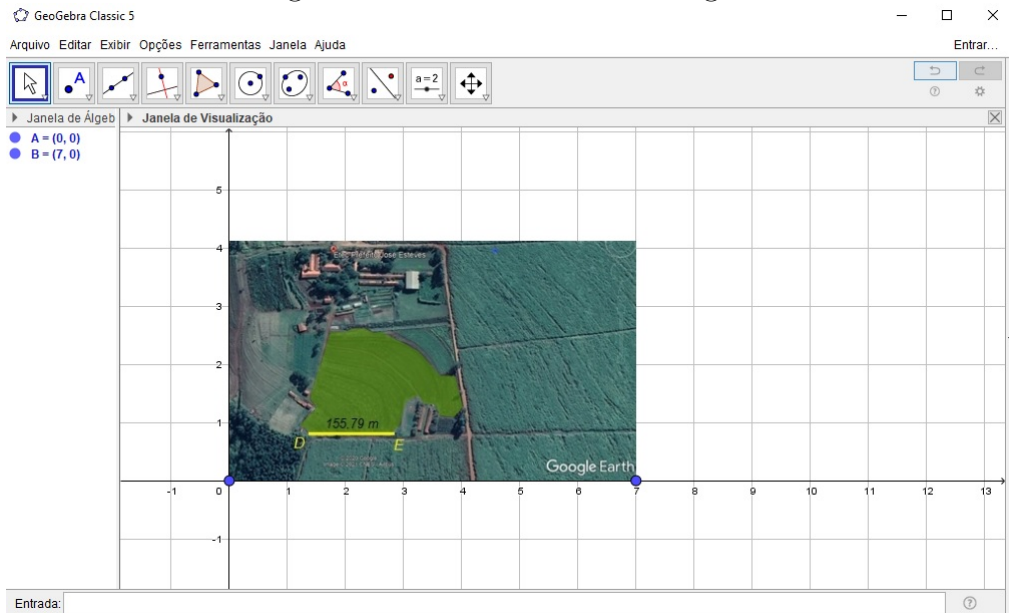 GeoGebra Classic 5
Arquivo Editar Exibir Opções Ferramentas Janela Ajuda
Entrar...
A
a=2
Janela de Álgeb
Janela de Visualização
A = (0, 0)
B = (7, 0)
5
4
3
2
1
-1
-1
0
1
2
3
4
5
6
7
8
9
10
11
12
13
José Esteves
155.79 m
D
E
Google Earth
Entrada: